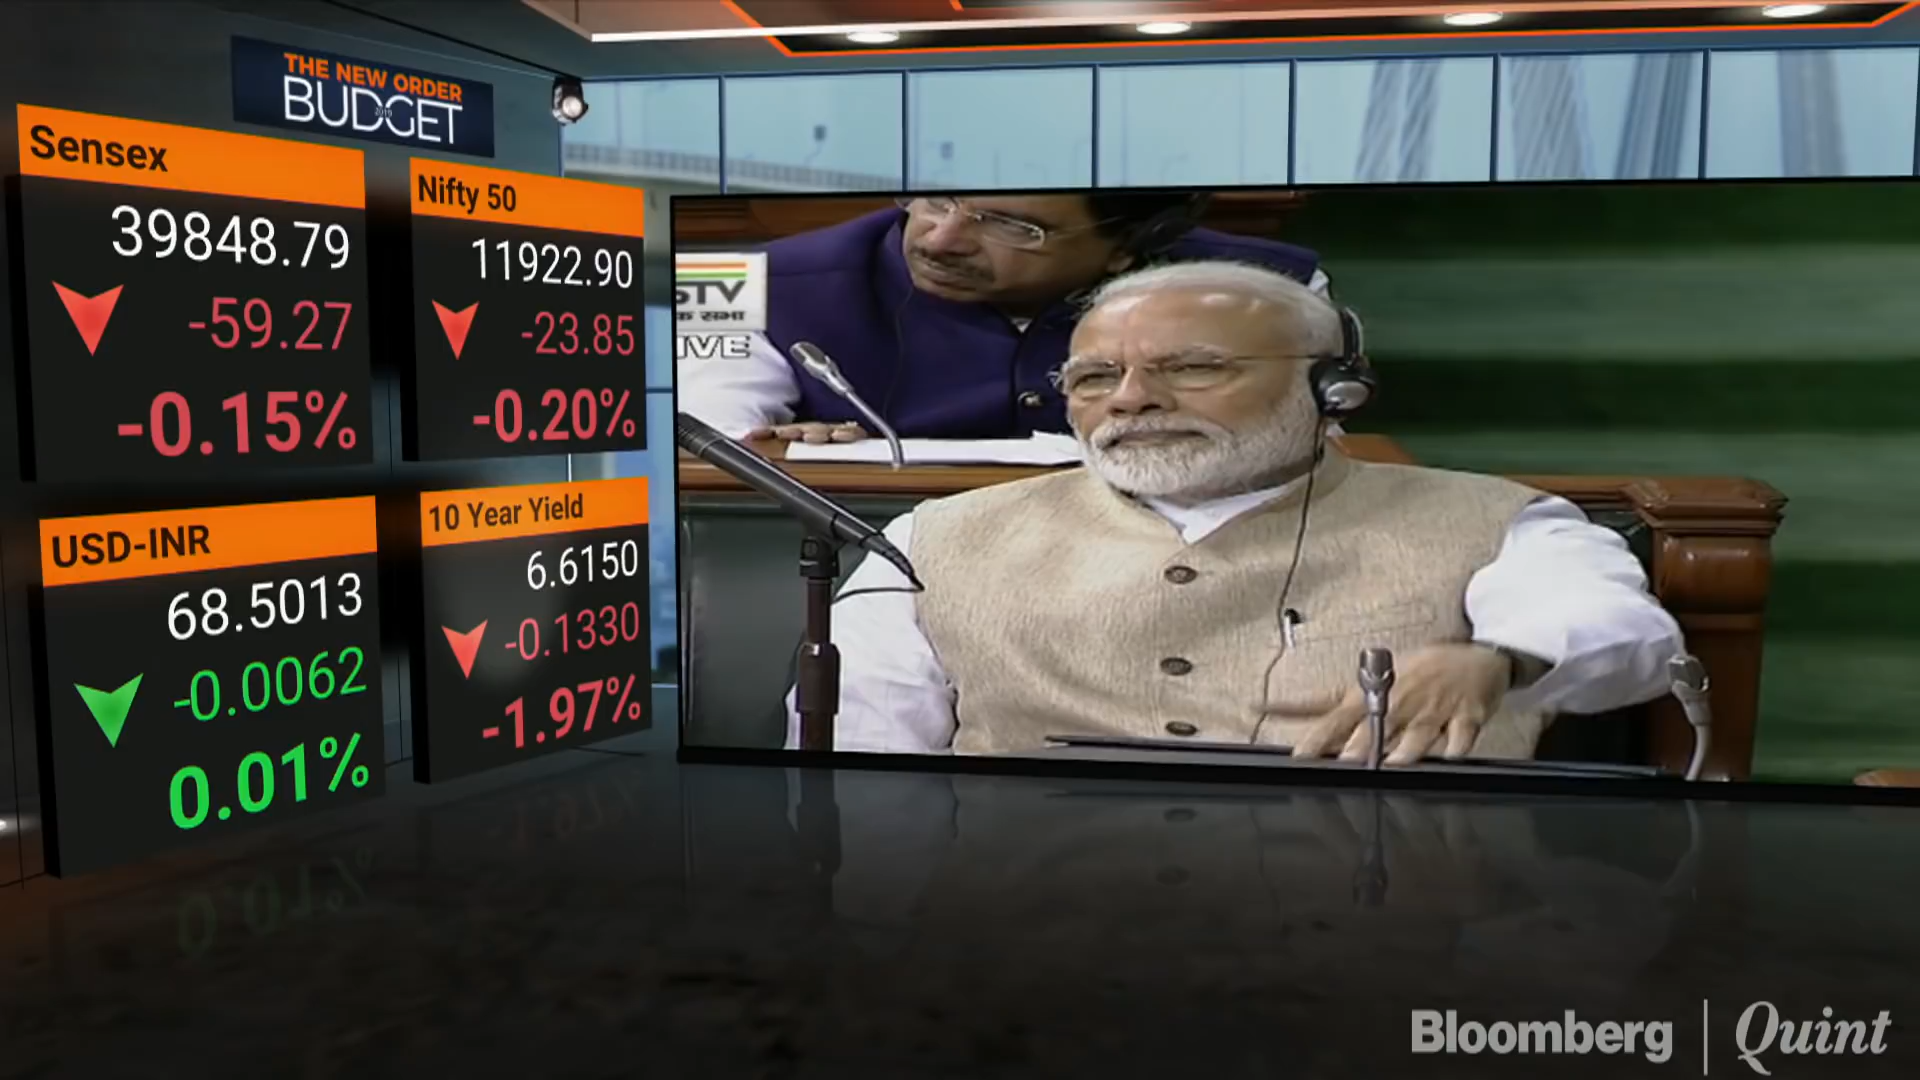 THE NEW ORDER
BUDGET
2019
Sensex
39848.79
-59.27
-0.15%
Nifty 50
11922.90
-23.85
-0.20%
USD-INR
68.5013
-0.0062
0.01%
10 Year Yield
6.6150
-0.1330
-1.97%
STV
क सभा
IVE
Bloomberg | Quint